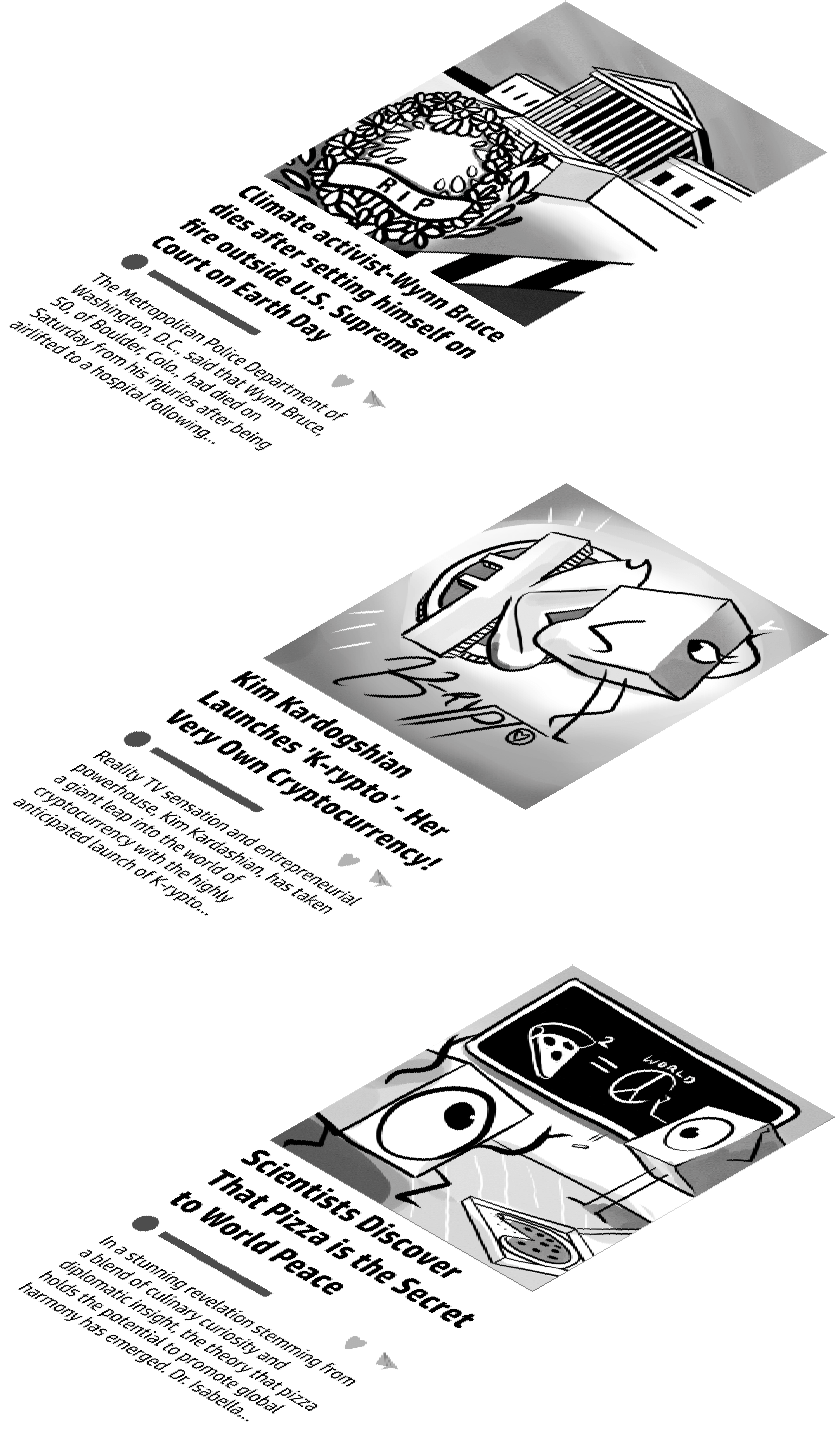 RIP
Climate activist-Wynn Bruce
dies after setting himself on
fire outside U.S. Supreme
Court on Earth Day
The Metropolitan Police Department of
Washington, D.C., said that Wynn Bruce,
50, of Boulder, Colo., had died on
Saturday from his injuries after being
airlifted to a hospital following...
K-rypto
Kim Kardogshian
Launches 'K-rypto' - Her
Very Own Cryptocurrency!
Reality TV sensation and entrepreneurial
powerhouse, Kim Kardashian, has taken
a giant leap into the world of
cryptocurrency with the highly
anticipated launch of K-rypto...
2 = WORLD
Scientists Discover
That Pizza is the Secret
to World Peace
In a stunning revelation stemming from
a blend of culinary curiosity and
diplomatic insight, the theory that pizza
holds the potential to promote global
harmony has emerged. Dr. Isabella...